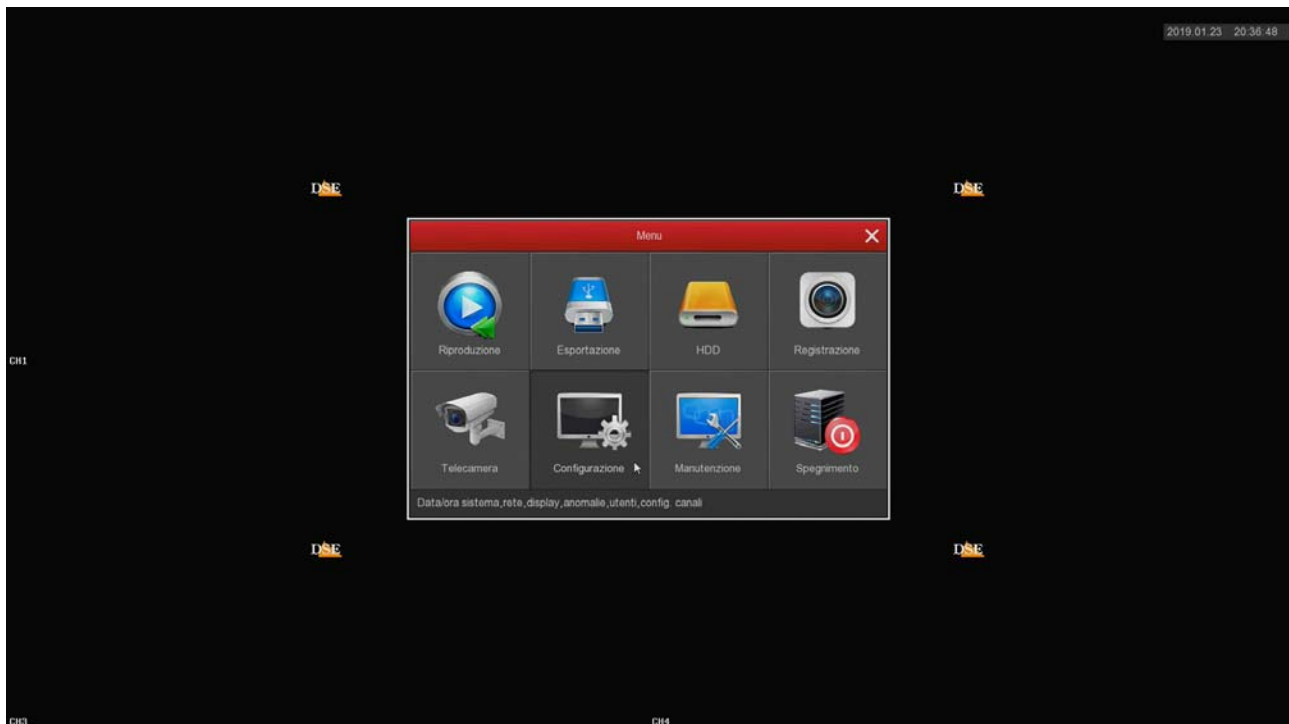 2019.01.23 20:36:48
DSE
DSE
Menu
Riproduzione
Esportazione
HDD
Registrazione
CH1
Telecamera
Configurazione
Manutenzione
Spegnimento
Data/ora sistema,rete,display,anomalie,utenti,config. canali
DSE
DSE
CH3
CH4